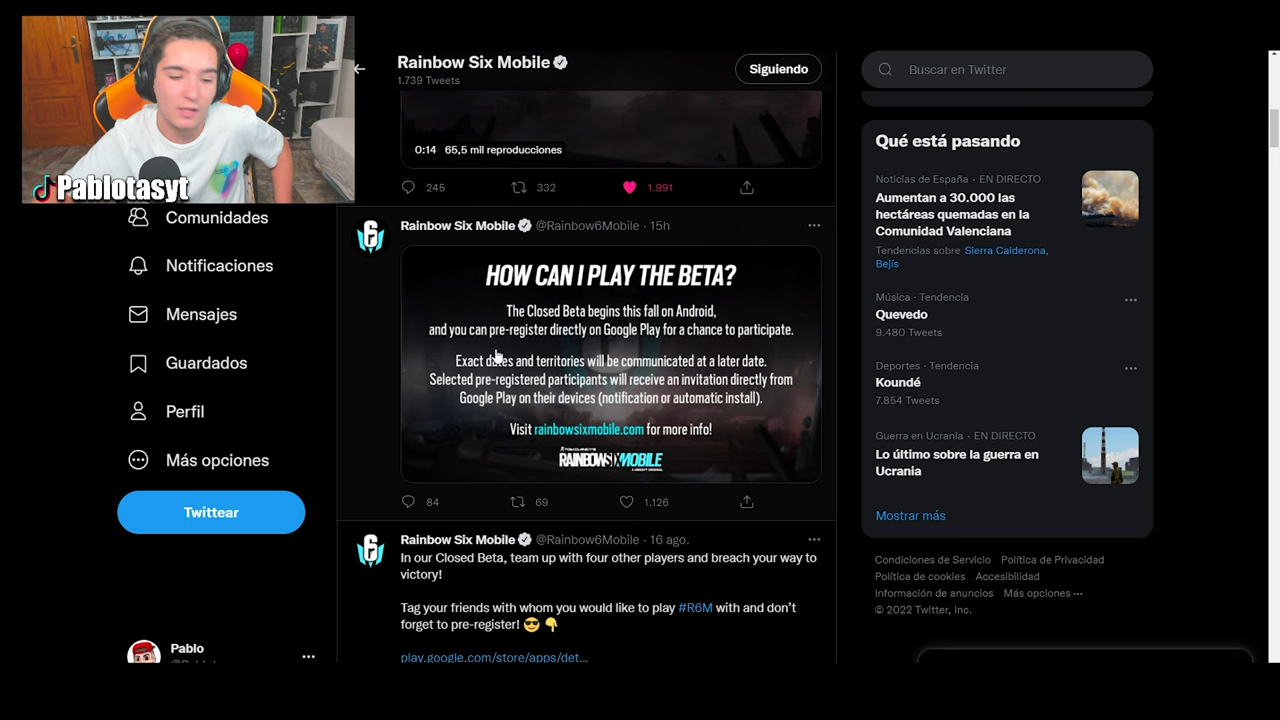 Pablotasyt
Comunidades
Notificaciones
Mensajes
Guardados
Perfil
Más opciones
Twittear
Pablo
Rainbow Six Mobile
1.739 Tweets
Siguiendo
0:14 65,5 mil reproducciones
245 332 1.991
Rainbow Six Mobile @Rainbow6Mobile · 15h
HOW CAN I PLAY THE BETA?
The Closed Beta begins this fall on Android,
and you can pre-register directly on Google Play for a chance to participate.
Exact dates and territories will be communicated at a later date.
Selected pre-registered participants will receive an invitation directly from
Google Play on their devices (notification or automatic install).
Visit rainbowsixmobile.com for more info!
RAINBOWSIX MOBILE
84 69 1.126
Rainbow Six Mobile @Rainbow6Mobile · 16 ago.
In our Closed Beta, team up with four other players and breach your way to
victory!
Tag your friends with whom you would like to play #R6M with and don't
forget to pre-register!
play.google.com/store/apps/det...
Buscar en Twitter
Qué está pasando
Noticias de España · EN DIRECTO
Aumentan a 30.000 las
hectáreas quemadas en la
Comunidad Valenciana
Tendencias sobre Sierra Calderona,
Bejís
Música · Tendencia
Quevedo
9.480 Tweets
Deportes · Tendencia
Koundé
7.854 Tweets
Guerra en Ucrania · EN DIRECTO
Lo último sobre la guerra en
Ucrania
Mostrar más
Condiciones de Servicio Política de Privacidad
Política de cookies Accesibilidad
Información de anuncios Más opciones ···
© 2022 Twitter, Inc.